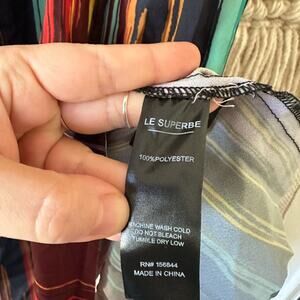 LE SUPERBE
100%POLYESTER
MACHINE WASH COLD
DO NOT BLEACH
TUMBLE DRY LOW
RN# 156844
MADE IN CHINA